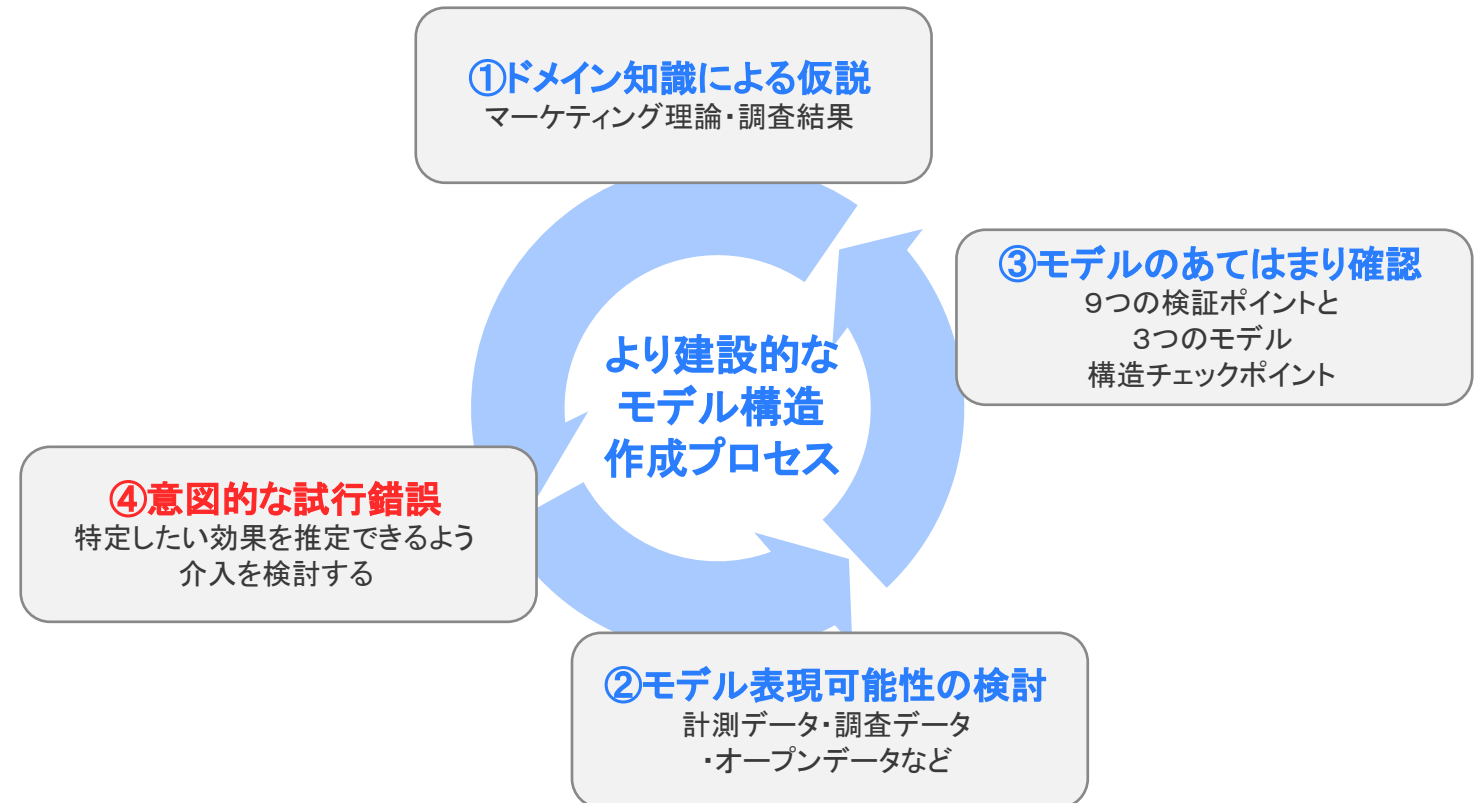 ①ドメイン知識による仮説
マーケティング理論・調査結果
③モデルのあてはまり確認
９つの検証ポイントと
３つのモデル
構造チェックポイント
より建設的な
モデル構造
作成プロセス
④意図的な試行錯誤
特定したい効果を推定できるよう
介入を検討する
②モデル表現可能性の検討
計測データ・調査データ
・オープンデータなど